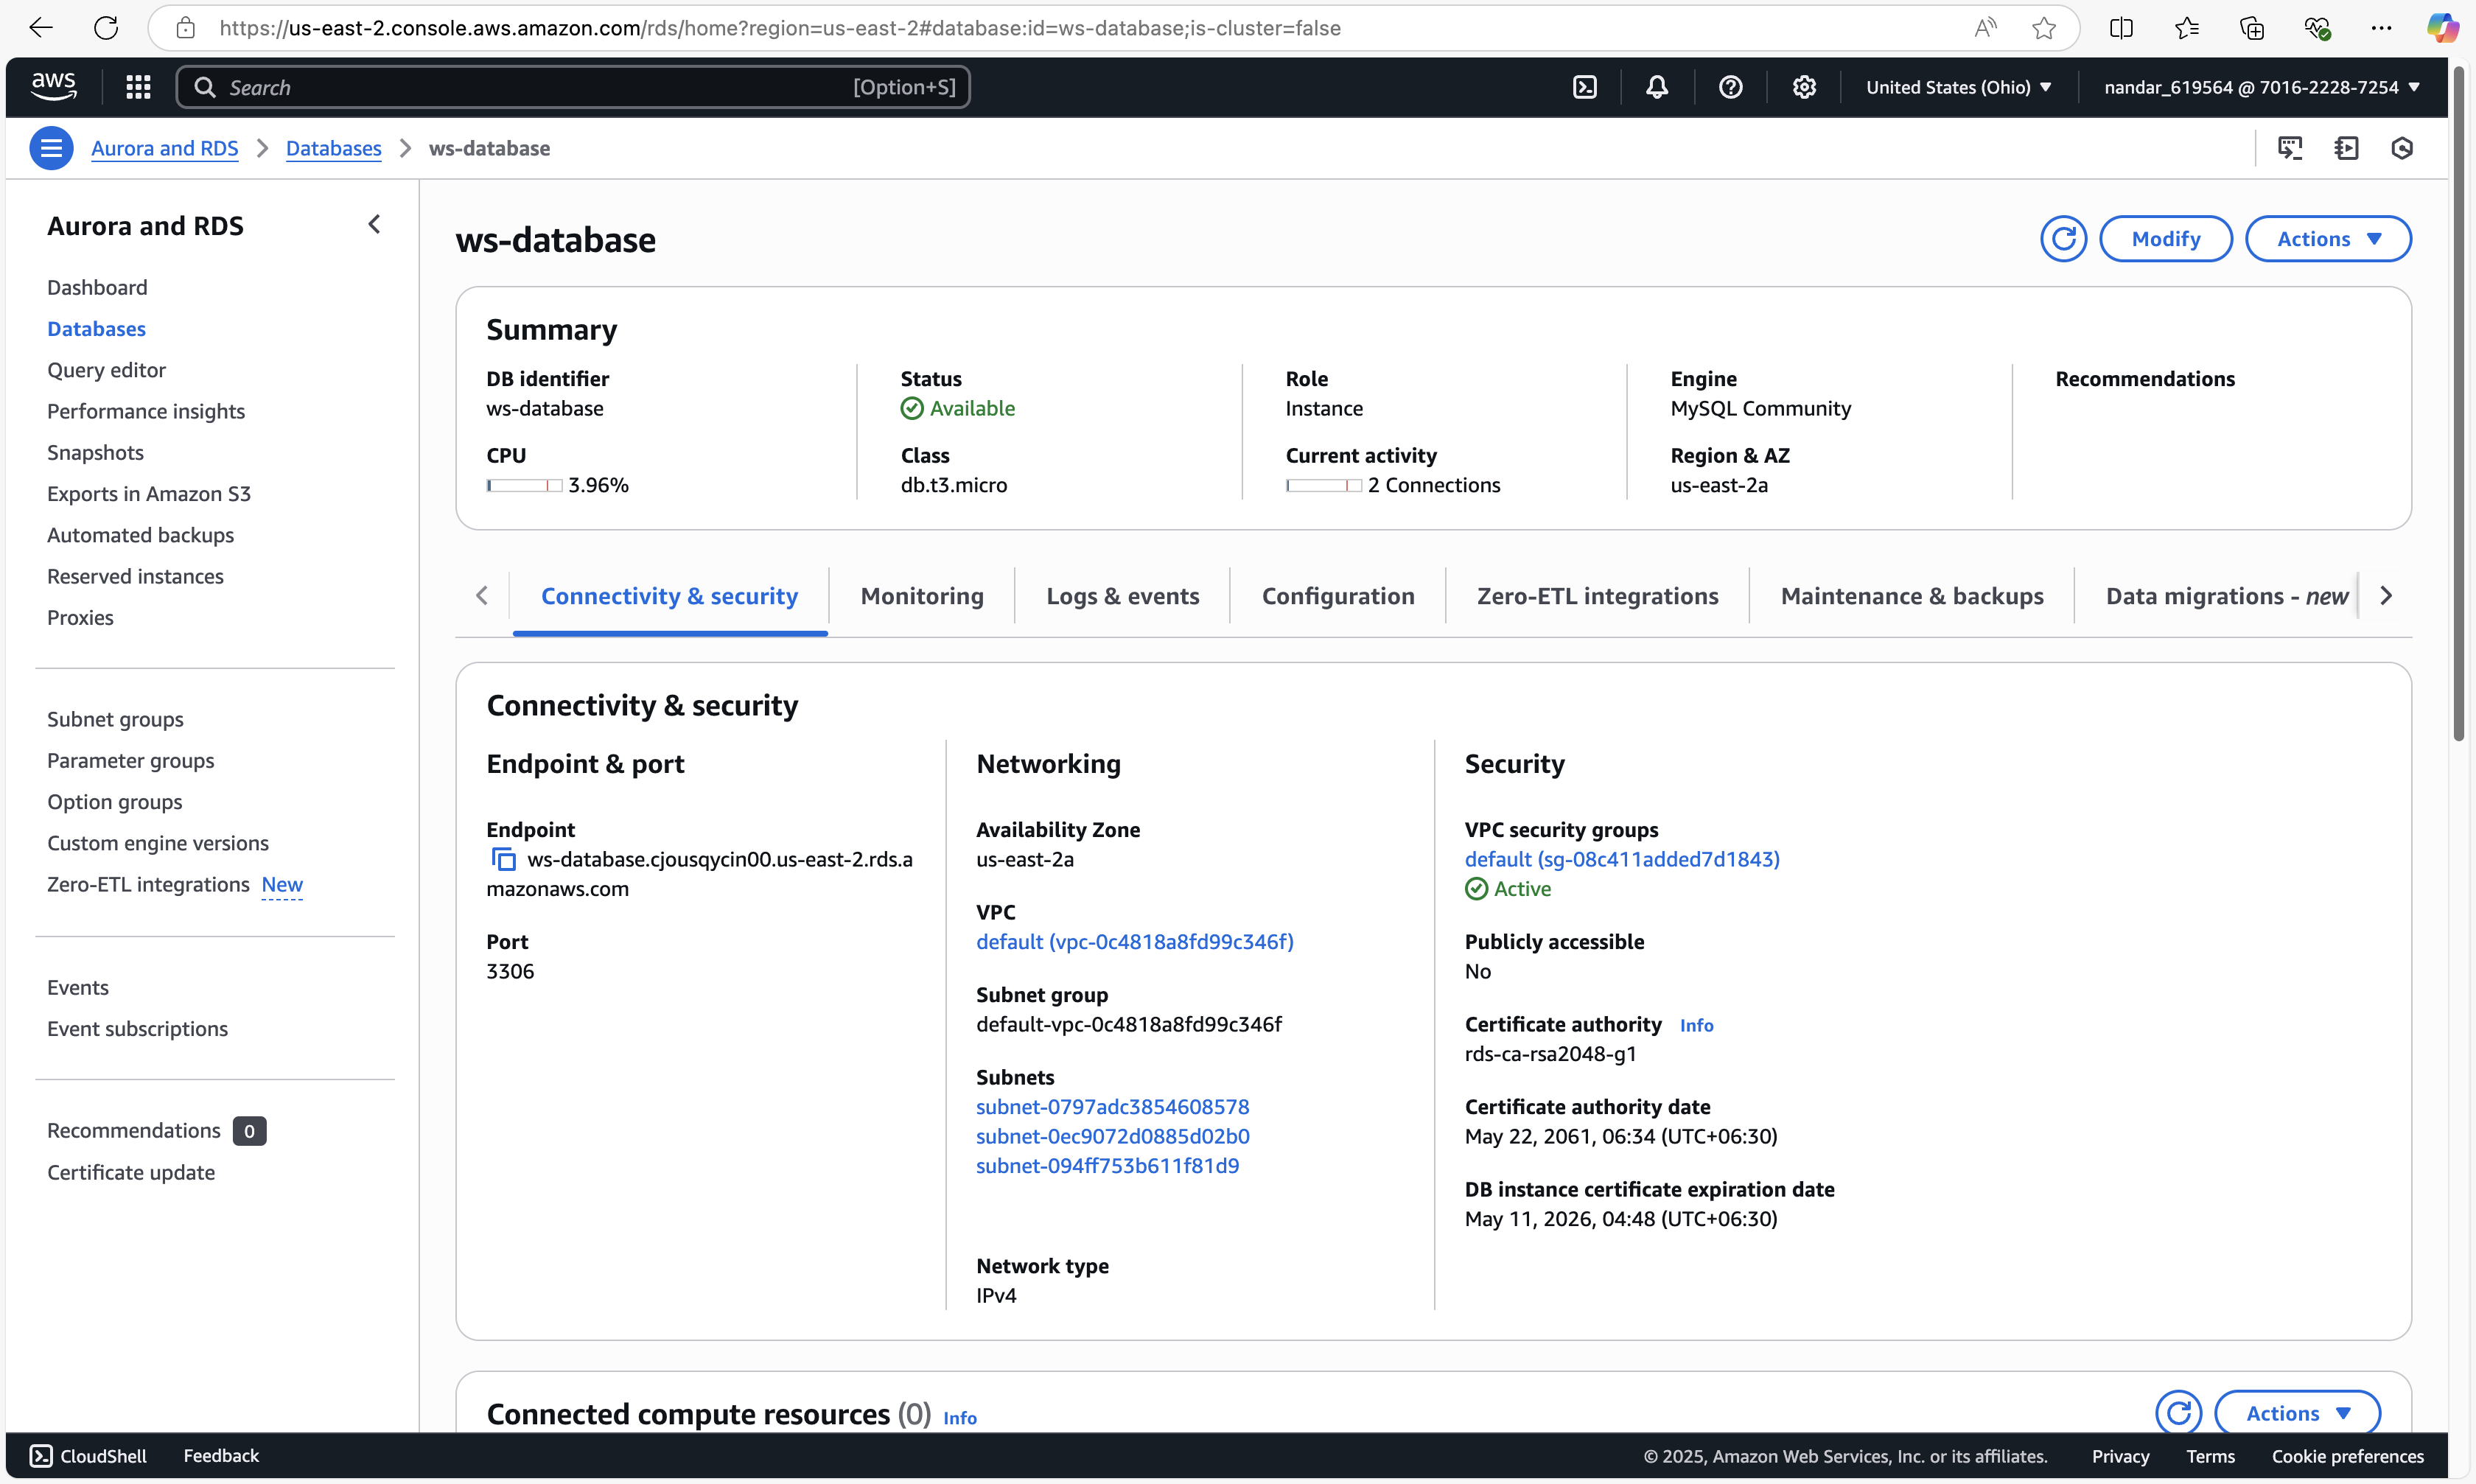 https://us-east-2.console.aws.amazon.com/rds/home?region=us-east-2#database:id=ws-database;is-cluster=false
aws
Search [Option+S]
United States (Ohio)
nandar_619564 @ 7016-2228-7254
Aurora and RDS
Databases
ws-database
Aurora and RDS
Dashboard
Databases
Query editor
Performance insights
Snapshots
Exports in Amazon S3
Automated backups
Reserved instances
Proxies
Subnet groups
Parameter groups
Option groups
Custom engine versions
Zero-ETL integrations New
Events
Event subscriptions
Recommendations 0
Certificate update
ws-database
Modify
Actions
Summary
DB identifier
ws-database
CPU
3.96%
Status
Available
Class
db.t3.micro
Role
Instance
Current activity
2 Connections
Engine
MySQL Community
Region & AZ
us-east-2a
Recommendations
Connectivity & security
Monitoring
Logs & events
Configuration
Zero-ETL integrations
Maintenance & backups
Data migrations - new
Connectivity & security
Endpoint & port
Endpoint
ws-database.cjousqycin00.us-east-2.rds.a
mazonaws.com
Port
3306
Networking
Availability Zone
us-east-2a
VPC
default (vpc-0c4818a8fd99c346f)
Subnet group
default-vpc-0c4818a8fd99c346f
Subnets
subnet-0797adc3854608578
subnet-0ec9072d0885d02b0
subnet-094ff753b611f81d9
Network type
IPv4
Security
VPC security groups
default (sg-08c411added7d1843)
Active
Publicly accessible
No
Certificate authority Info
rds-ca-rsa2048-g1
Certificate authority date
May 22, 2061, 06:34 (UTC+06:30)
DB instance certificate expiration date
May 11, 2026, 04:48 (UTC+06:30)
Connected compute resources (0) Info
Actions
CloudShell
Feedback
© 2025, Amazon Web Services, Inc. or its affiliates.
Privacy
Terms
Cookie preferences